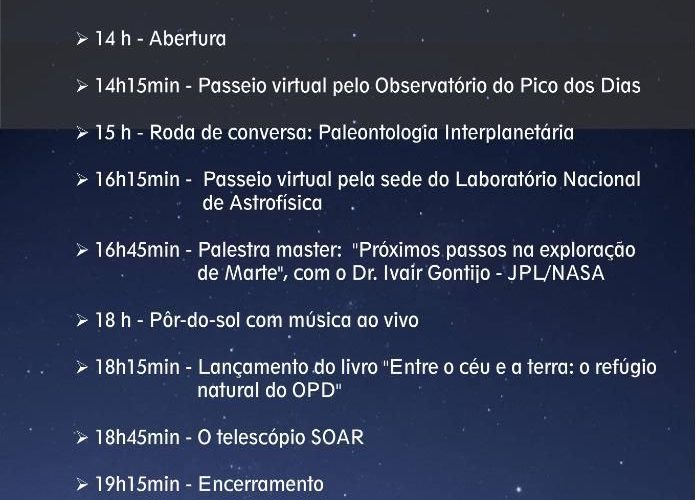 ➢ 14 h - Abertura
➢ 14h15min - Passeio virtual pelo Observatório do Pico dos Dias
➢ 15 h - Roda de conversa: Paleontologia Interplanetária
➢ 16h15min - Passeio virtual pela sede do Laboratório Nacional
de Astrofísica
➢ 16h45min - Palestra master: "Próximos passos na exploração
de Marte", com o Dr. Ivair Gontijo - JPL/NASA
➢ 18 h - Pôr-do-sol com música ao vivo
➢ 18h15min - Lançamento do livro "Entre o céu e a terra: o refúgio
natural do OPD"
➢ 18h45min - O telescópio SOAR
➢ 19h15min - Encerramento